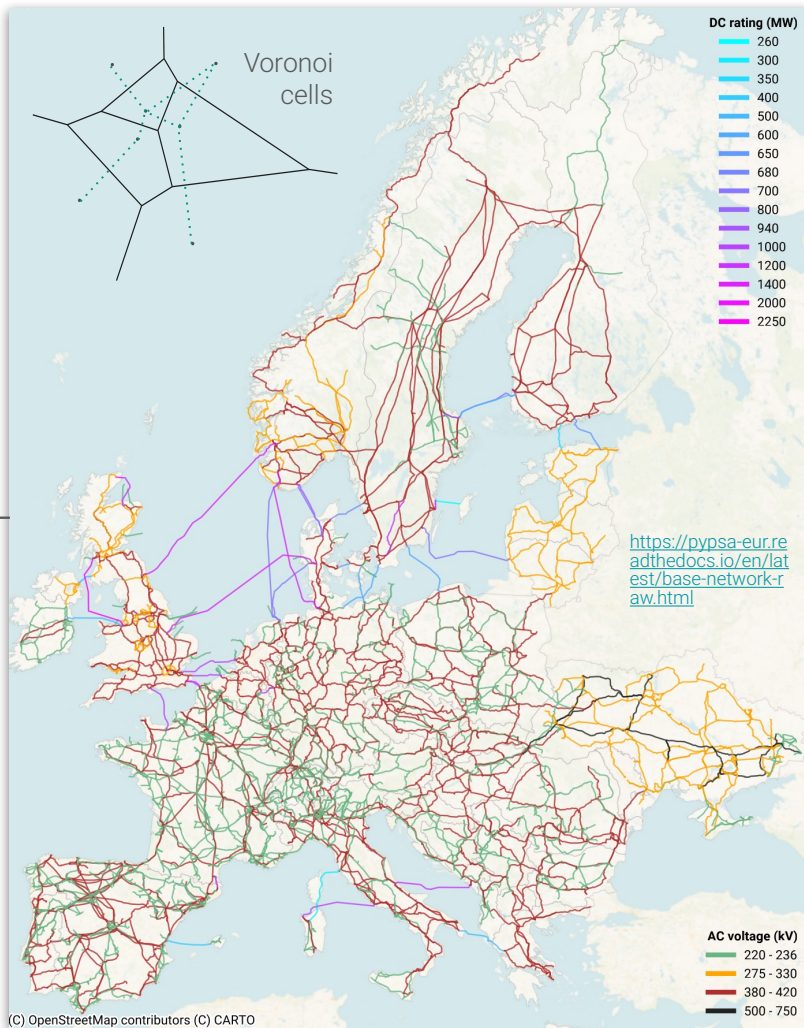 Voronoi
cells
DC rating (MW)
260
300
350
400
500
600
650
680
700
800
940
1000
1200
1400
2000
2250
https://pypsa-eur.re
adthedocs.io/en/lat
est/base-network-r
aw.html
AC voltage (kV)
220 - 236
275 - 330
380 - 420
500 - 750
(C) OpenStreetMap contributors (C) CARTO